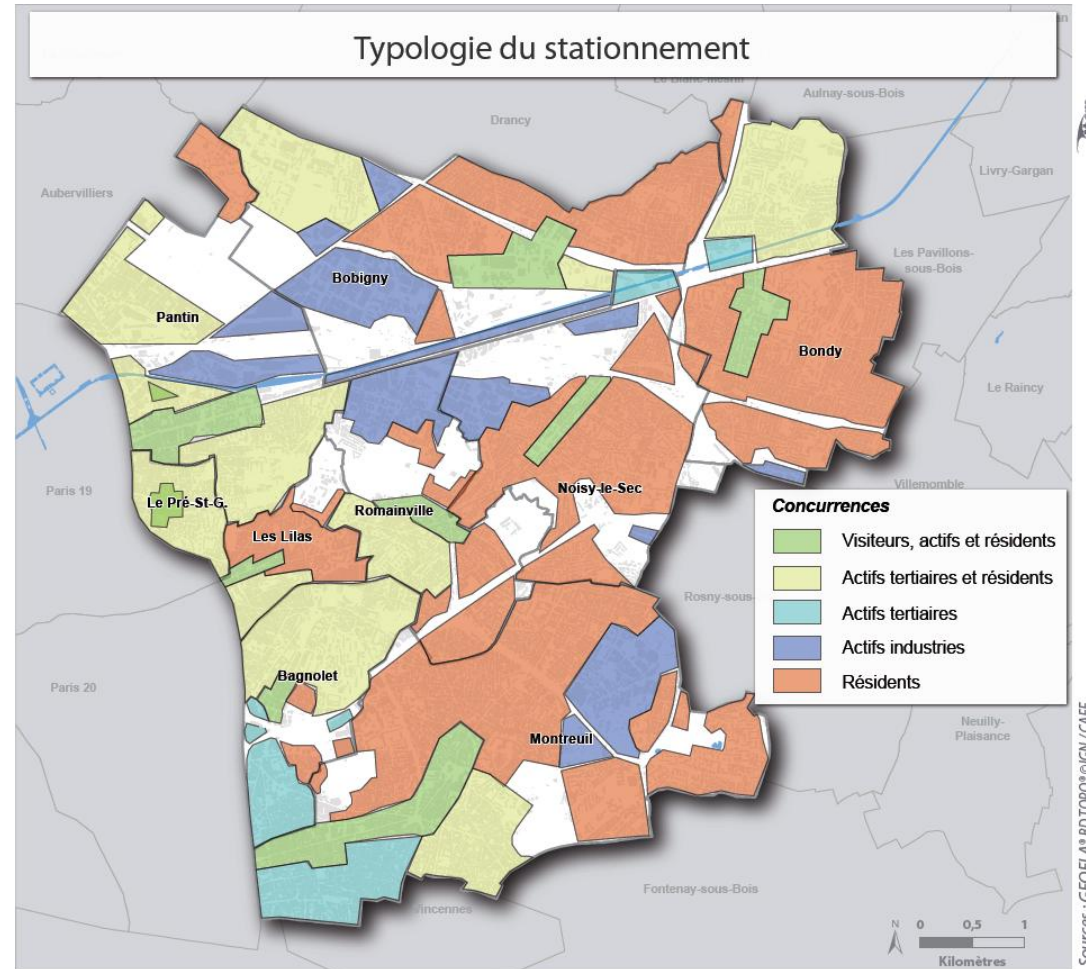 Typologie du stationnement
Le Blanc-Mesnil
Aulnay-sous-Bois
Drancy
Livry-Gargan
Aubervilliers
Les Pavillons-
sous-Bois
Bobigny
Pantin
Bondy
Le Raincy
Paris 19
Le Pré-St-G.
Romainville
Noisy-le-Sec
Villemomble
Les Lilas
Concurrences
Visiteurs, actifs et résidents
Actifs tertiaires et résidents
Actifs tertiaires
Actifs industries
Résidents
Rosny-sous-
Paris 20
Bagnolet
Neuilly-
Plaisance
Montreuil
Fontenay-sous-Bois
Vincennes
N
0 0,5 1
Kilomètres